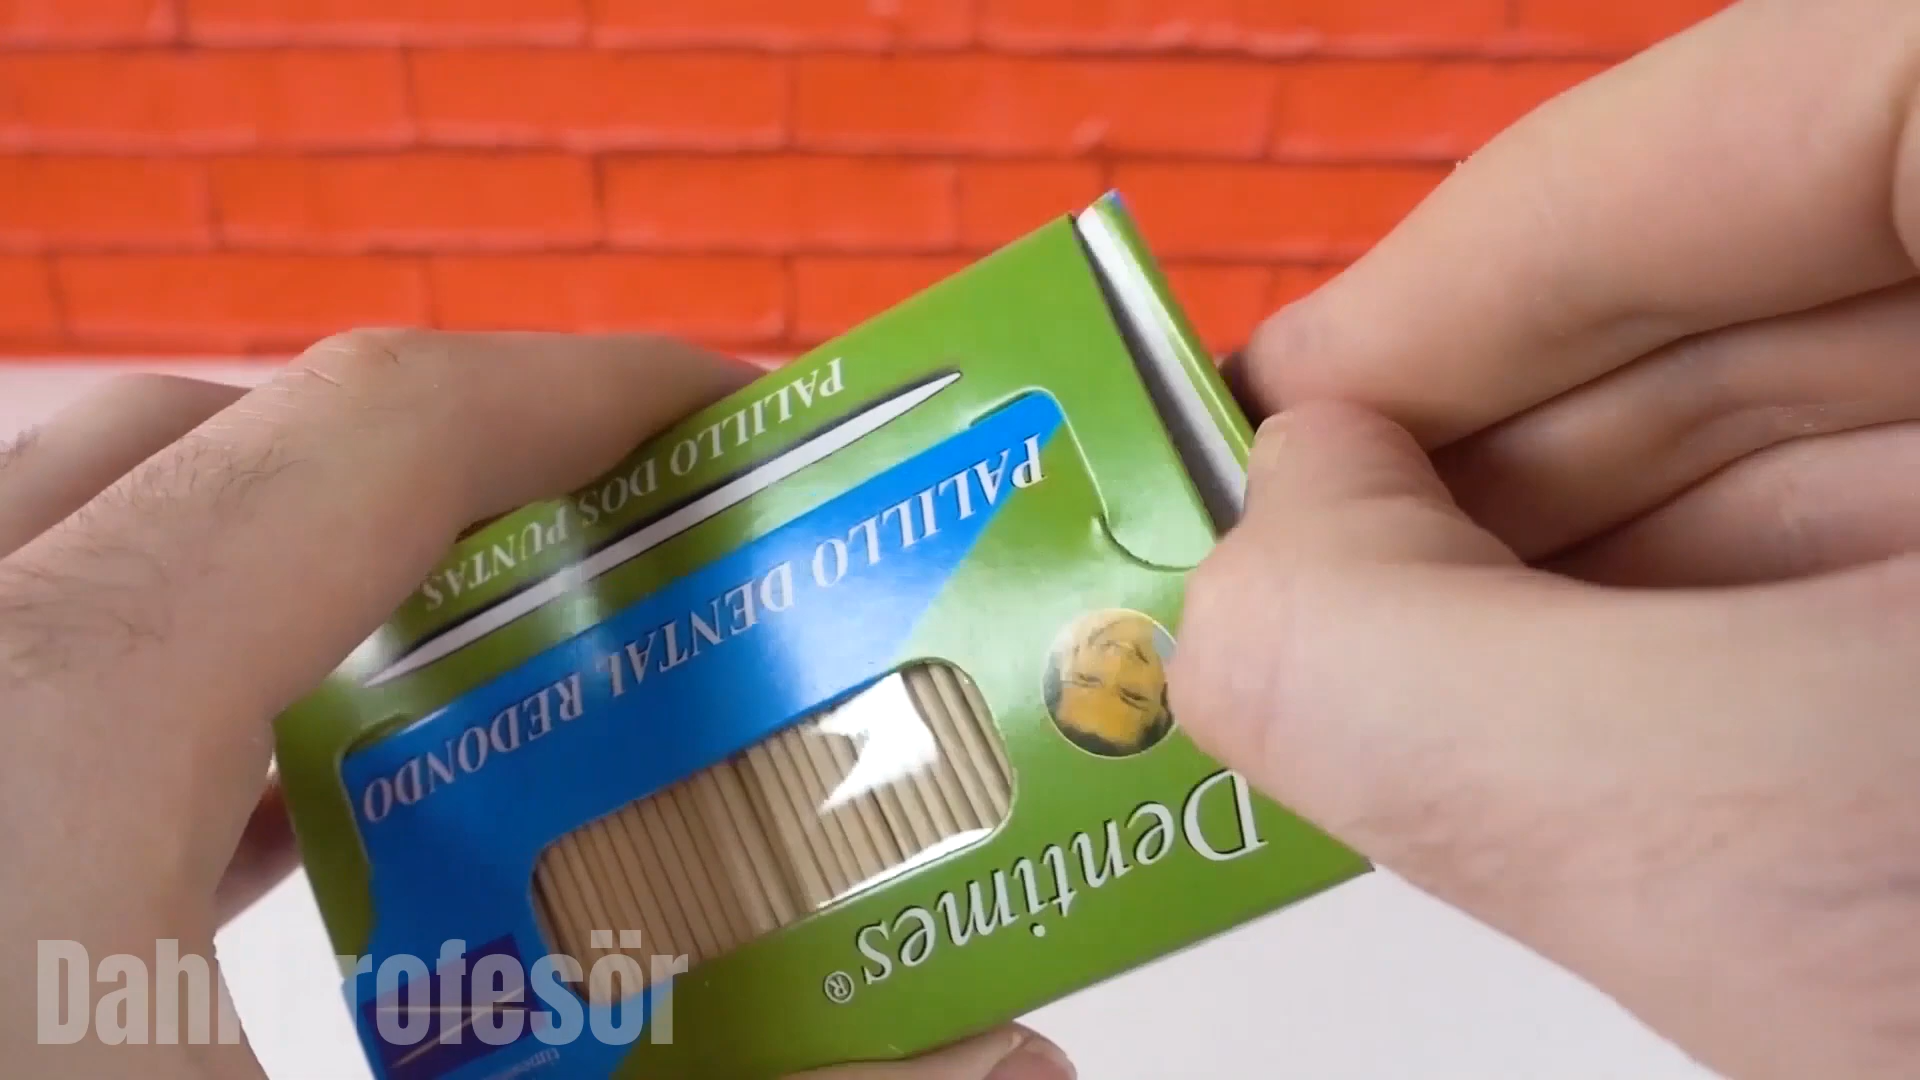 PALILLO DOS PUNTAS
PALILLO DENTAL REDONDO
Dentimes®
Dahi Profesör